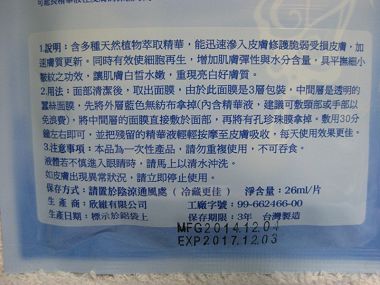 1.說明:含多種天然植物萃取精華,能迅速滲入皮膚修護脆弱受損皮膚,加
速膚質更新,同時有效使細胞再生,增加肌膚彈性與水分含量,具平撫細小
皺紋之功效,讓肌膚白皙水嫩,重現亮白好膚質。
2.用法:面部清潔後,取出面膜,由於此面膜是3層包裝,中間層是透明的
蠶絲面膜,先將外層藍色無紡布拿掉(內含精華液,建議可敷頸部或手部以
免浪費),將中間層的面膜直接敷於面部,再將有孔珍珠膜拿掉。敷用30分
鐘左右即可,並把殘留的精華液輕輕按摩至皮膚吸收,每天使用效果更佳。
3.注意事項:本品為一次性產品,請勿重複使用,不可吞食。
液體若不慎進入眼睛時,請馬上以清水沖洗。
如皮膚出現異常狀況,請立即停止使用。
保存方式:請置於陰涼通風處(冷藏更佳) 淨含量:26ml/片
生產商:欣維有限公司 工廠字號:99-662466-00
生產日期:標示於鋁袋上 保存期限:3年 台灣製造
MFG2014.12.04
EXP2017.12.03